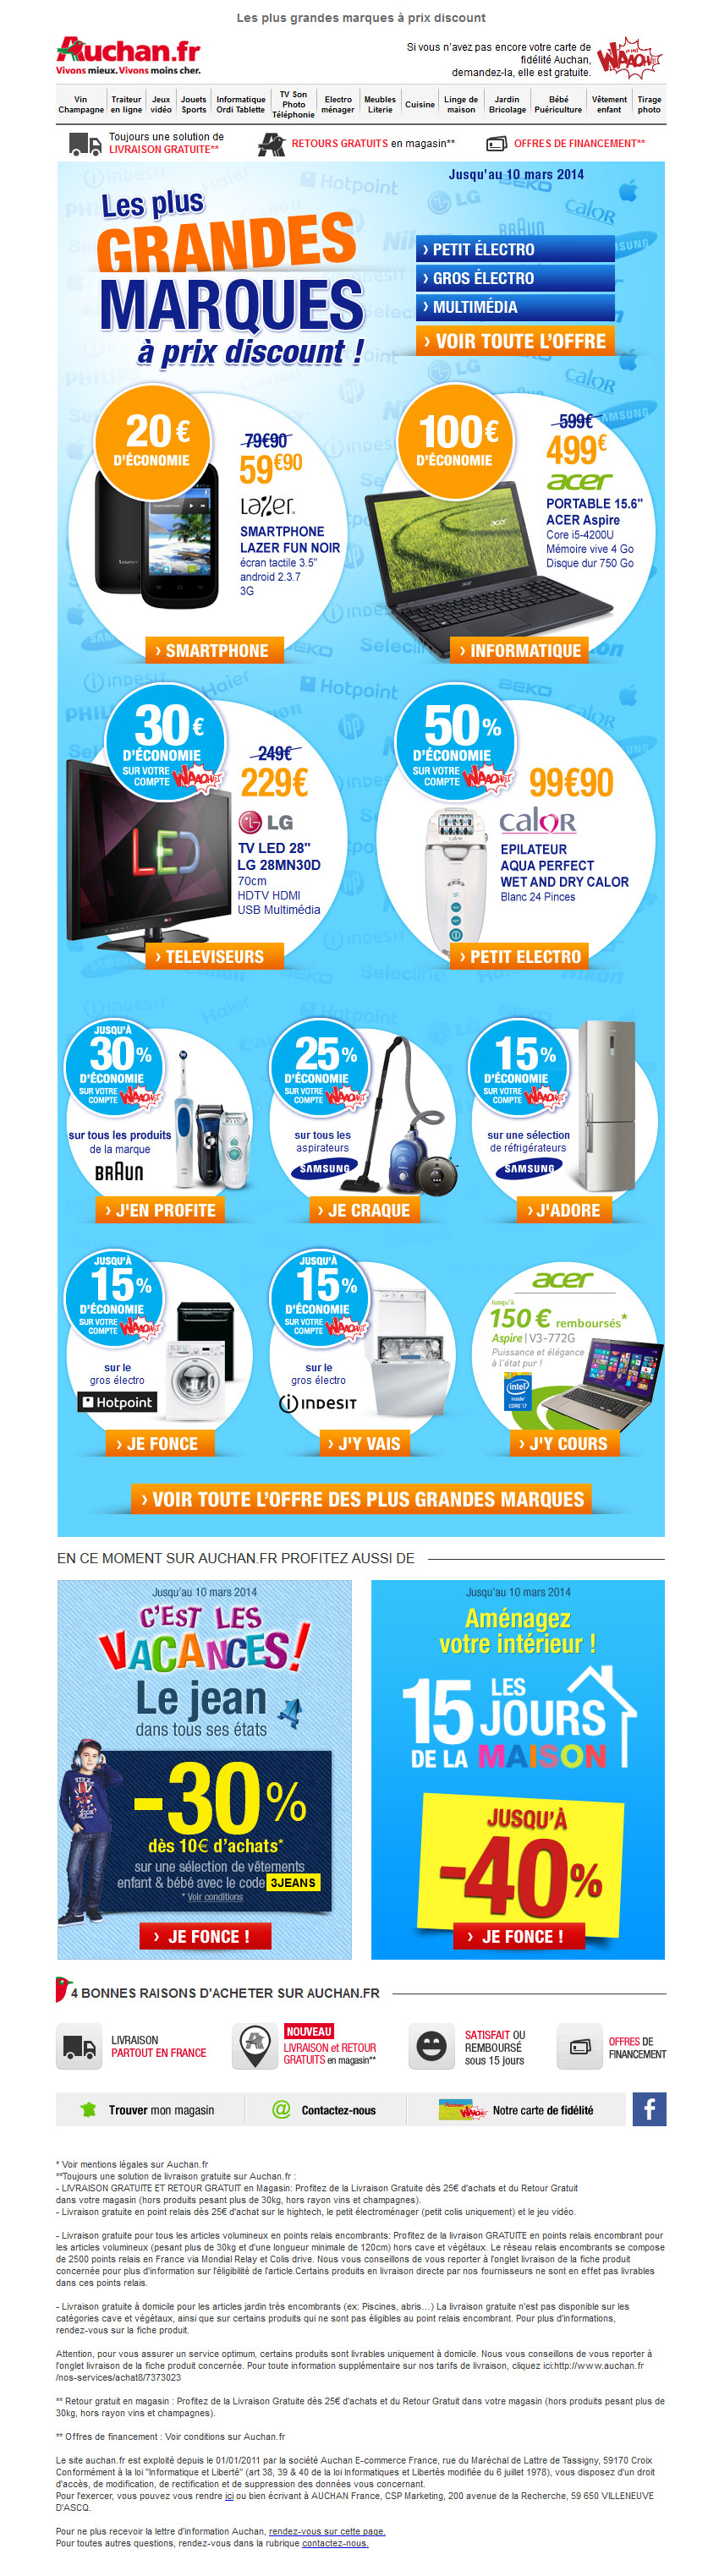 Les plus grandes marques à prix discount
Auchan.fr
Vivons mieux. Vivons moins cher.
Si vous n'avez pas encore votre carte de
fidélité Auchan,
demandez-la, elle est gratuite.
WAAOH!
Vin Champagne
Traiteur en ligne
Jeux vidéo
Jouets Sports
Informatique Ordi Tablette
TV Son Photo Téléphonie
Electro ménager
Meubles Literie
Cuisine
Linge de maison
Jardin Bricolage
Bébé Puériculture
Vêtement enfant
Tirage photo
Toujours une solution de
LIVRAISON GRATUITE**
RETOURS GRATUITS en magasin**
OFFRES DE FINANCEMENT**
Jusqu'au 10 mars 2014
Les plus
GRANDES
MARQUES
à prix discount !
› PETIT ÉLECTRO
› GROS ÉLECTRO
› MULTIMÉDIA
› VOIR TOUTE L'OFFRE
20 €
D'ÉCONOMIE
79€90
59€90
Lazer.
SMARTPHONE
LAZER FUN NOIR
écran tactile 3.5"
android 2.3.7
3G
› SMARTPHONE
100€
D'ÉCONOMIE
599€
499€
acer
PORTABLE 15.6"
ACER Aspire
Core i5-4200U
Mémoire vive 4 Go
Disque dur 750 Go
› INFORMATIQUE
30€
D'ÉCONOMIE
SUR VOTRE
COMPTE WAAOH!
249€
229€
LG
LED
TV LED 28"
LG 28MN30D
70cm
HDTV HDMI
USB Multimédia
› TELEVISEURS
50%
D'ÉCONOMIE
SUR VOTRE
COMPTE WAAOH!
99€90
calor
EPILATEUR
AQUA PERFECT
WET AND DRY CALOR
Blanc 24 Pinces
› PETIT ELECTRO
JUSQU'À
30%
D'ÉCONOMIE
SUR VOTRE
COMPTE WAAOH!
sur tous les produits
de la marque
BRAUN
› J'EN PROFITE
25%
D'ÉCONOMIE
SUR VOTRE
COMPTE WAAOH!
sur tous les
aspirateurs
SAMSUNG
› JE CRAQUE
15%
D'ÉCONOMIE
SUR VOTRE
COMPTE WAAOH!
sur une sélection
de réfrigérateurs
SAMSUNG
› J'ADORE
JUSQU'À
15%
D'ÉCONOMIE
SUR VOTRE
COMPTE WAAOH!
sur le
gros électro
Hotpoint
› JE FONCE
JUSQU'À
15%
D'ÉCONOMIE
SUR VOTRE
COMPTE WAAOH!
sur le
gros électro
INDESIT
› J'Y VAIS
acer
Jusqu'à
150 € remboursés*
Aspire | V3-772G
Puissance et élégance
à l'état pur !
intel inside CORE i7
› J'Y COURS
› VOIR TOUTE L'OFFRE DES PLUS GRANDES MARQUES
EN CE MOMENT SUR AUCHAN.FR PROFITEZ AUSSI DE
Jusqu'au 10 mars 2014
C'EST LES
VACANCES!
Le jean
dans tous ses états
-30%
dès 10€ d'achats*
sur une sélection de vêtements
enfant & bébé avec le code 3JEANS
* Voir conditions
› JE FONCE !
Jusqu'au 10 mars 2014
Aménagez
votre intérieur !
LES
15 JOURS
DE LA MAISON
JUSQU'À
-40%
› JE FONCE !
4 BONNES RAISONS D'ACHETER SUR AUCHAN.FR
LIVRAISON
PARTOUT EN FRANCE
NOUVEAU
LIVRAISON et RETOUR
GRATUITS en magasin**
SATISFAIT OU
REMBOURSÉ
sous 15 jours
OFFRES DE
FINANCEMENT
Trouver mon magasin
@ Contactez-nous
Notre carte de fidélité
f
* Voir mentions légales sur Auchan.fr
**Toujours une solution de livraison gratuite sur Auchan.fr :
- LIVRAISON GRATUITE ET RETOUR GRATUIT en Magasin: Profitez de la Livraison Gratuite dès 25€ d'achats et du Retour Gratuit
dans votre magasin (hors produits pesant plus de 30kg, hors rayon vins et champagnes).
- Livraison gratuite en point relais dès 25€ d'achat sur le hightech, le petit électroménager (petit colis uniquement) et le jeu vidéo.
- Livraison gratuite pour tous les articles volumineux en points relais encombrants: Profitez de la livraison GRATUITE en points relais encombrant pour
les articles volumineux (pesant plus de 30kg et d'une longueur minimale de 120cm) hors cave et végétaux. Le réseau relais encombrants se compose
de 2500 points relais en France via Mondial Relay et Colis drive. Nous vous conseillons de vous reporter à l'onglet livraison de la fiche produit
concernée pour plus d'information sur l'éligibilité de l'article.Certains produits en livraison directe par nos fournisseurs ne sont en effet pas livrables
dans ces points relais.
- Livraison gratuite à domicile pour les articles jardin très encombrants (ex: Piscines, abris...) La livraison gratuite n'est pas disponible sur les
catégories cave et végétaux, ainsi que sur certains produits qui ne sont pas éligibles au point relais encombrant. Pour plus d'informations,
rendez-vous sur la fiche produit.
Attention, pour vous assurer un service optimum, certains produits sont livrables uniquement à domicile. Nous vous conseillons de vous reporter à
l'onglet livraison de la fiche produit concernée. Pour toute information supplémentaire sur nos tarifs de livraison, cliquez ici:http://www.auchan.fr
/nos-services/achat8/7373023
** Retour gratuit en magasin : Profitez de la Livraison Gratuite dès 25€ d'achats et du Retour Gratuit dans votre magasin (hors produits pesant plus de
30kg, hors rayon vins et champagnes).
** Offres de financement : Voir conditions sur Auchan.fr
Le site auchan.fr est exploité depuis le 01/01/2011 par la société Auchan E-commerce France, rue du Maréchal de Lattre de Tassigny, 59170 Croix
Conformément à la loi "Informatique et Liberté" (art 38, 39 & 40 de la loi Informatiques et Libertés modifiée du 6 juillet 1978), vous disposez d'un droit
d'accès, de modification, de rectification et de suppression des données vous concernant.
Pour l'exercer, vous pouvez vous rendre ici ou bien écrivant à AUCHAN France, CSP Marketing, 200 avenue de la Recherche, 59 650 VILLENEUVE
D'ASCQ.
Pour ne plus recevoir la lettre d'information Auchan, rendez-vous sur cette page.
Pour toutes autres questions, rendez-vous dans la rubrique contactez-nous.